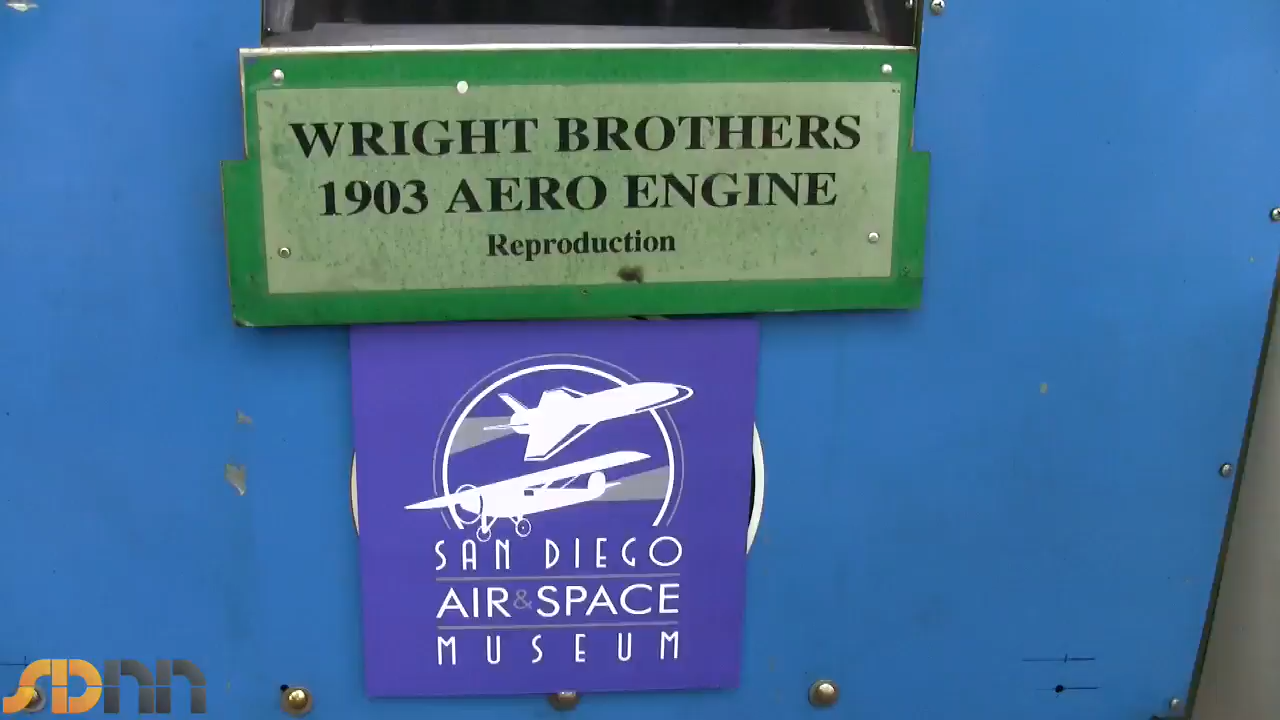 WRIGHT BROTHERS
1903 AERO ENGINE
Reproduction
SAN DIEGO
AIR & SPACE
MUSEUM
SDNN